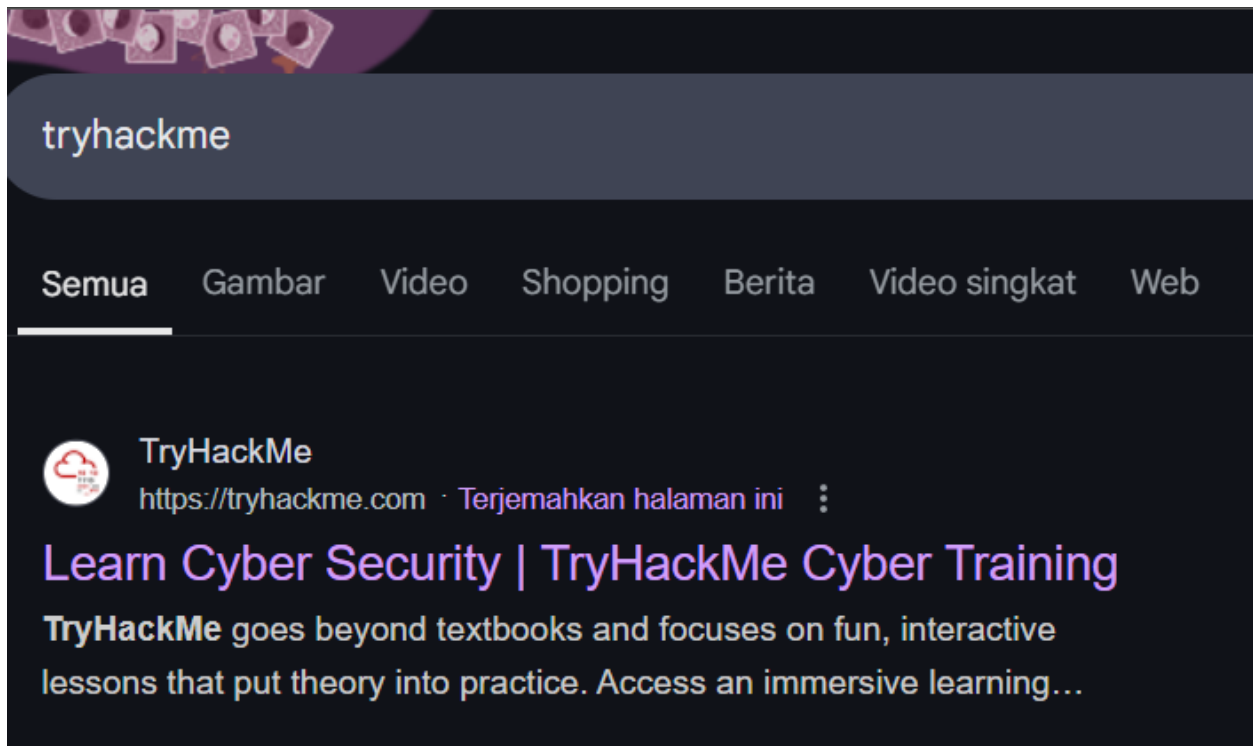 tryhackme
Semua Gambar Video Shopping Berita Video singkat Web
TryHackMe
https://tryhackme.com · Terjemahkan halaman ini
Learn Cyber Security | TryHackMe Cyber Training
TryHackMe goes beyond textbooks and focuses on fun, interactive
lessons that put theory into practice. Access an immersive learning...